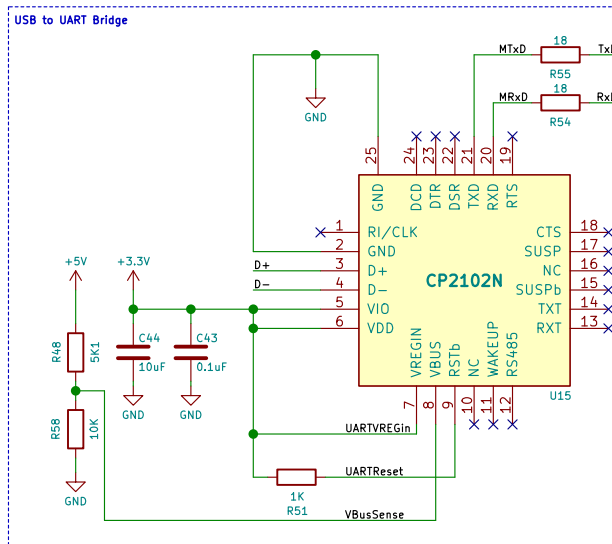 USB to UART Bridge
MTxD
18
R55
Tx
MRxD
18
R54
Rx
GND
25
24
23
22
21
20
19
GND
DCD
DTR
DSR
TXD
RXD
RTS
1
RI/CLK
2
GND
D+
3
D+
D-
4
D-
5
VIO
6
VDD
CP2102N
CTS
18
SUSP
17
NC
16
SUSPb
15
TXT
14
RXT
13
VREGIN
VBUS
RSTb
NC
WAKEUP
RS485
7
8
9
10
11
12
U15
+5V
+3.3V
R48
5K1
C44
10uF
C43
0.1uF
GND
GND
R58
10K
GND
UARTVREGin
UARTReset
1K
R51
VBusSense